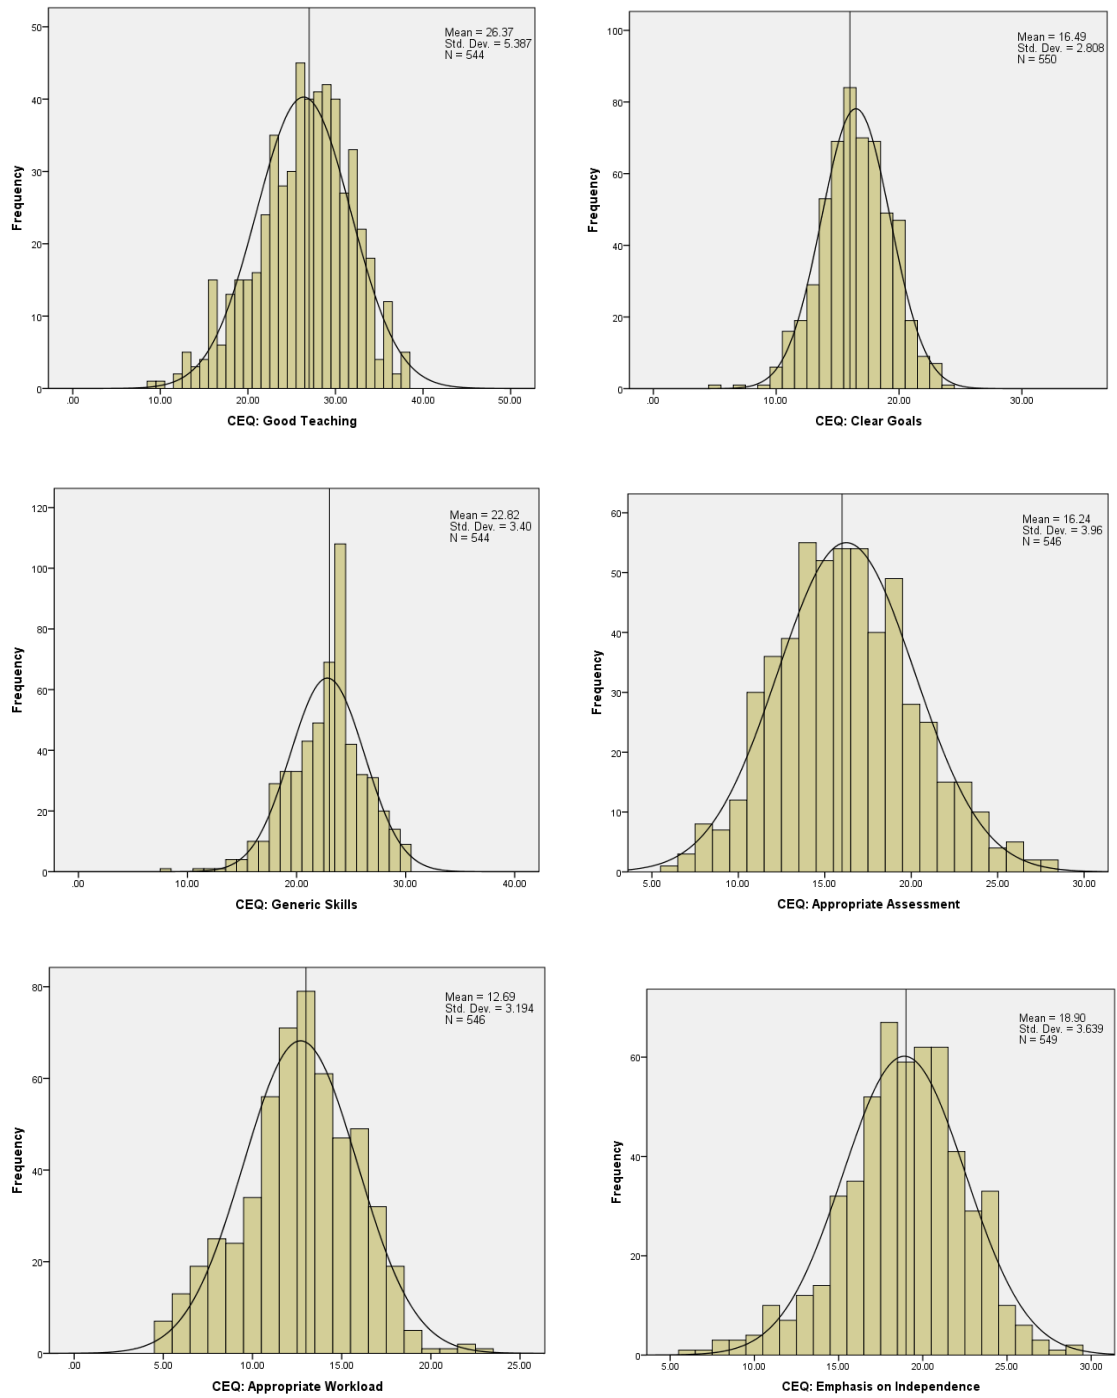 Mean = 26.37
Std. Dev. = 5.387
N = 544
50
40
30
20
10
0
Frequency
.00 10.00 20.00 30.00 40.00 50.00
CEQ: Good Teaching
Mean = 16.49
Std. Dev. = 2.808
N = 550
100
80
60
40
20
0
Frequency
.00 10.00 20.00 30.00
CEQ: Clear Goals
Mean = 22.82
Std. Dev. = 3.40
N = 544
120
100
80
60
40
20
0
Frequency
.00 10.00 20.00 30.00 40.00
CEQ: Generic Skills
Mean = 16.24
Std. Dev. = 3.96
N = 546
60
50
40
30
20
10
0
Frequency
5.00 10.00 15.00 20.00 25.00 30.00
CEQ: Appropriate Assessment
Mean = 12.69
Std. Dev. = 3.194
N = 546
80
60
40
20
0
Frequency
.00 5.00 10.00 15.00 20.00 25.00
CEQ: Appropriate Workload
Mean = 18.90
Std. Dev. = 3.639
N = 549
60
40
20
0
Frequency
5.00 10.00 15.00 20.00 25.00 30.00
CEQ: Emphasis on Independence